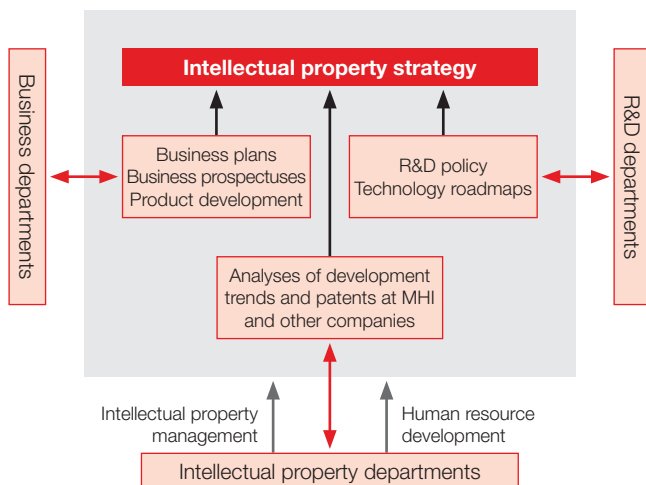 Intellectual property strategy
Business departments
Business plans
Business prospectuses
Product development
R&D policy
Technology roadmaps
R&D departments
Analyses of development
trends and patents at MHI
and other companies
Intellectual property
management
Human resource
development
Intellectual property departments